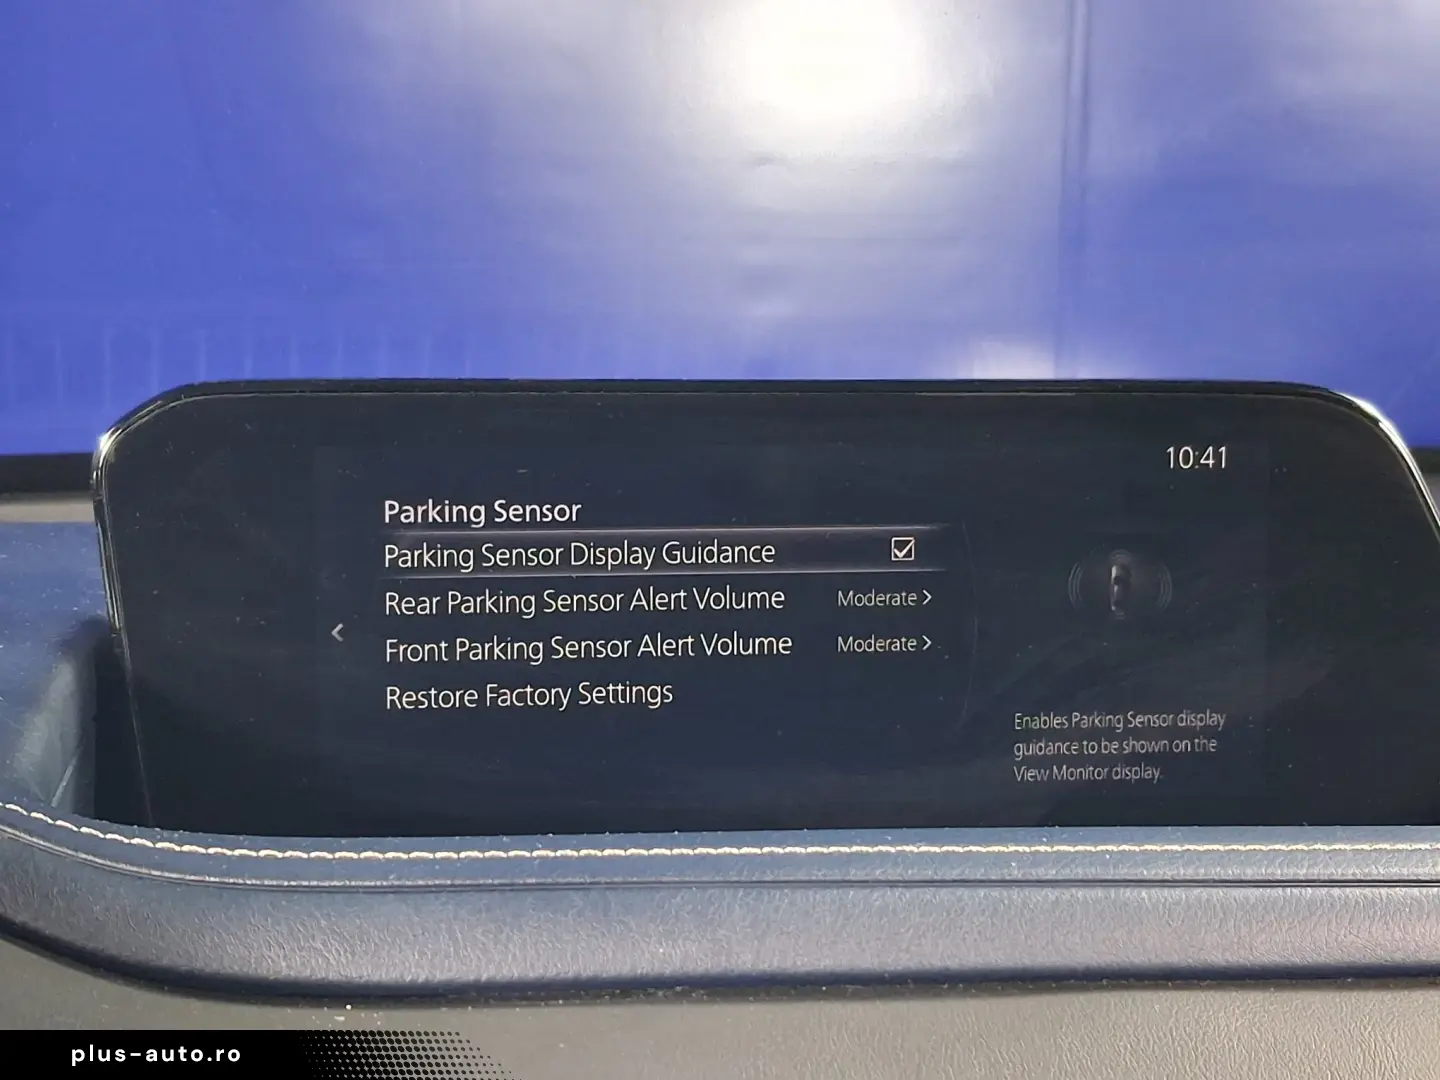 10:41
Parking Sensor
Parking Sensor Display Guidance
Rear Parking Sensor Alert Volume Moderate >
Front Parking Sensor Alert Volume Moderate >
Restore Factory Settings
Enables Parking Sensor display
guidance to be shown on the
View Monitor display.
plus-auto.ro